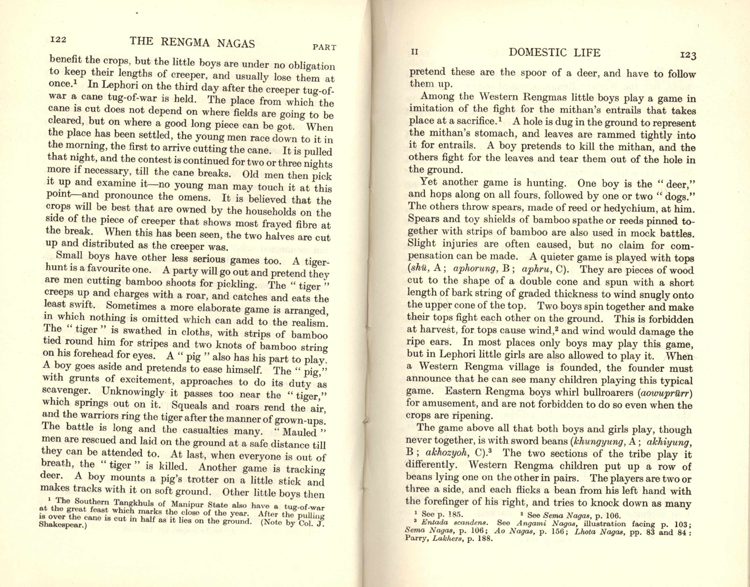 122 THE RENGMA NAGAS PART
benefit the crops, but the little boys are under no obligation
to keep their lengths of creeper, and usually lose them at
once.¹ In Lephori on the third day after the creeper tug-of-
war a cane tug-of-war is held. The place from which the
cane is cut does not depend on where fields are going to be
cleared, but on where a good long piece can be got. When
the place has been settled, the young men race down to it in
the morning, the first to arrive cutting the cane. It is pulled
that night, and the contest is continued for two or three nights
more if necessary, till the cane breaks. Old men then pick
it up and examine it—no young man may touch it at this
point—and pronounce the omens. It is believed that the
crops will be best that are owned by the households on the
side of the piece of creeper that shows most frayed fibre at
the break. When this has been seen, the two halves are cut
up and distributed as the creeper was.
Small boys have other less serious games too. A tiger-
hunt is a favourite one. A party will go out and pretend they
are men cutting bamboo shoots for pickling. The “ tiger ”
creeps up and charges with a roar, and catches and eats the
least swift. Sometimes a more elaborate game is arranged,
in which nothing is omitted which can add to the realism.
The “ tiger ” is swathed in cloths, with strips of bamboo
tied round him for stripes and two knots of bamboo string
on his forehead for eyes. A “ pig ” also has his part to play.
A boy goes aside and pretends to ease himself. The “ pig,”
with grunts of excitement, approaches to do its duty as
scavenger. Unknowingly it passes too near the “ tiger,”
which springs out on it. Squeals and roars rend the air,
and the warriors ring the tiger after the manner of grown-ups.
The battle is long and the casualties many. “ Mauled ”
men are rescued and laid on the ground at a safe distance till
they can be attended to. At last, when everyone is out of
breath, the “ tiger ” is killed. Another game is tracking
deer. A boy mounts a pig's trotter on a little stick and
makes tracks with it on soft ground. Other little boys then
¹ The Southern Tangkhuls of Manipur State also have a tug-of-war
at the great feast which marks the close of the year. After the pulling
is over the cane is cut in half as it lies on the ground. (Note by Col. J.
Shakespear.)
II DOMESTIC LIFE 123
pretend these are the spoor of a deer, and have to follow
them up.
Among the Western Rengmas little boys play a game in
imitation of the fight for the mithan's entrails that takes
place at a sacrifice.¹ A hole is dug in the ground to represent
the mithan's stomach, and leaves are rammed tightly into
it for entrails. A boy pretends to kill the mithan, and the
others fight for the leaves and tear them out of the hole in
the ground.
Yet another game is hunting. One boy is the “ deer,”
and hops along on all fours, followed by one or two “ dogs.”
The others throw spears, made of reed or hedychium, at him.
Spears and toy shields of bamboo spathe or reeds pinned to-
gether with strips of bamboo are also used in mock battles.
Slight injuries are often caused, but no claim for com-
pensation can be made. A quieter game is played with tops
(shü, A ; aphorung, B ; aphru, C). They are pieces of wood
cut to the shape of a double cone and spun with a short
length of bark string of graded thickness to wind snugly onto
the upper cone of the top. Two boys spin together and make
their tops fight each other on the ground. This is forbidden
at harvest, for tops cause wind,² and wind would damage the
ripe ears. In most places only boys may play this game,
but in Lephori little girls are also allowed to play it. When
a Western Rengma village is founded, the founder must
announce that he can see many children playing this typical
game. Eastern Rengma boys whirl bullroarers (aowuprürr)
for amusement, and are not forbidden to do so even when the
crops are ripening.
The game above all that both boys and girls play, though
never together, is with sword beans (khungyung, A ; akhiyung,
B ; akhozyoh, C).³ The two sections of the tribe play it
differently. Western Rengma children put up a row of
beans lying one on the other in pairs. The players are two or
three a side, and each flicks a bean from his left hand with
the forefinger of his right, and tries to knock down as many
¹ See p. 185. ² See Sema Nagas, p. 106.
³ Entada scandens. See Angami Nagas, illustration facing p. 103;
Sema Nagas, p. 106; Ao Nagas, p. 156; Lhota Nagas, pp. 83 and 84 :
Parry, Lakhers, p. 188.